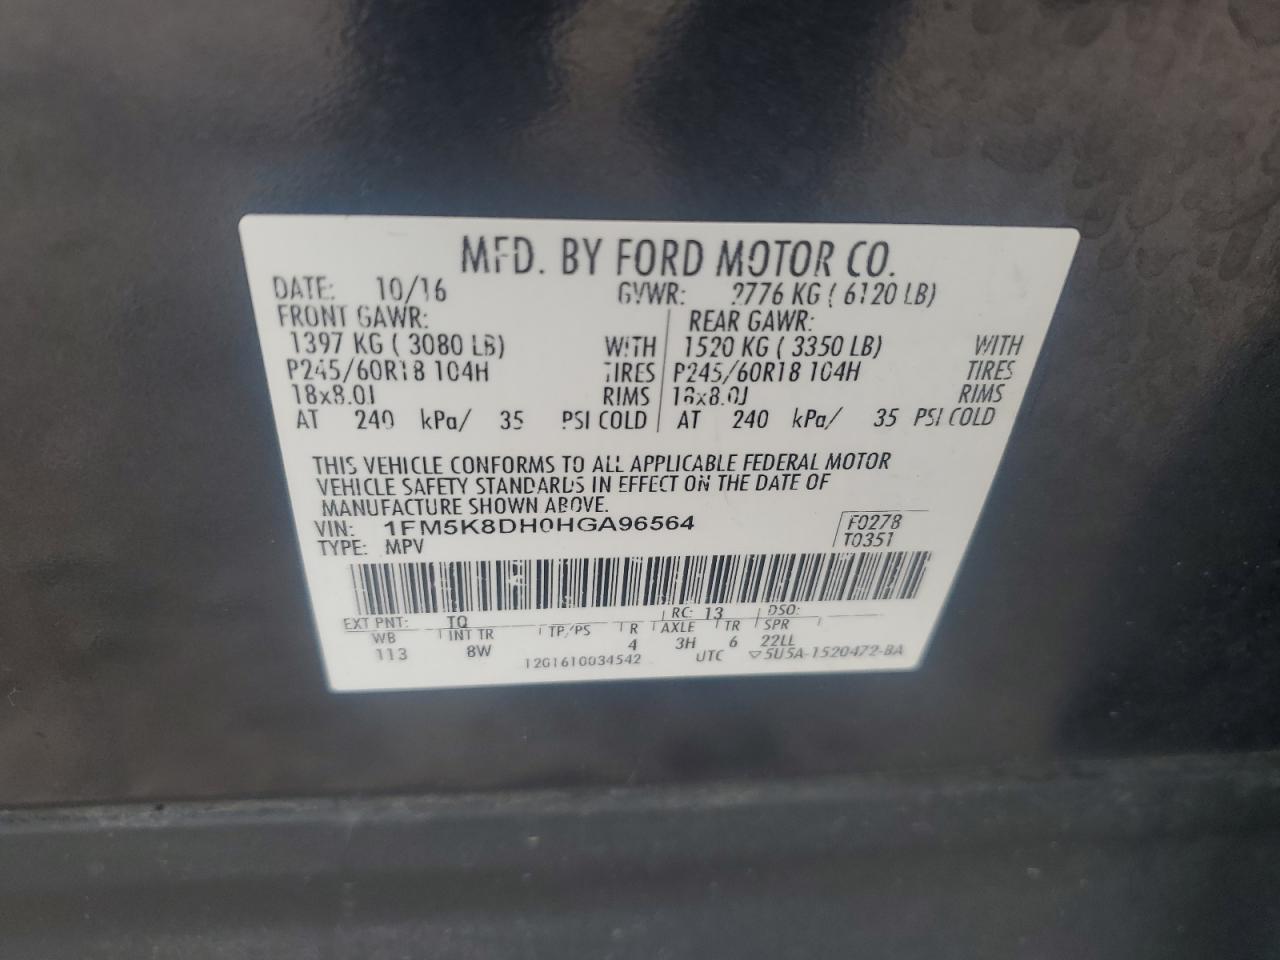 MFD. BY FORD MOTOR CO.
DATE: 10/16 GVWR: 2776 KG ( 6120 LB)
FRONT GAWR: REAR GAWR:
1397 KG ( 3080 LB) WITH 1520 KG ( 3350 LB) WITH
P245/60R18 104H TIRES P245/60R18 104H TIRES
18x8.0J RIMS 18x8.0J RIMS
AT 240 kPa/ 35 PSI COLD AT 240 kPa/ 35 PSI COLD
THIS VEHICLE CONFORMS TO ALL APPLICABLE FEDERAL MOTOR
VEHICLE SAFETY STANDARDS IN EFFECT ON THE DATE OF
MANUFACTURE SHOWN ABOVE.
VIN: 1FM5K8DH0HGA96564 F0278
TYPE: MPV T0351
EXT PNT: TQ RC: 13 DSO:
WB INT TR TP/PS R AXLE TR SPR
113 8W 4 3H 6 22LL
12G1610034542 UTC ▽5U5A-1520472-BA